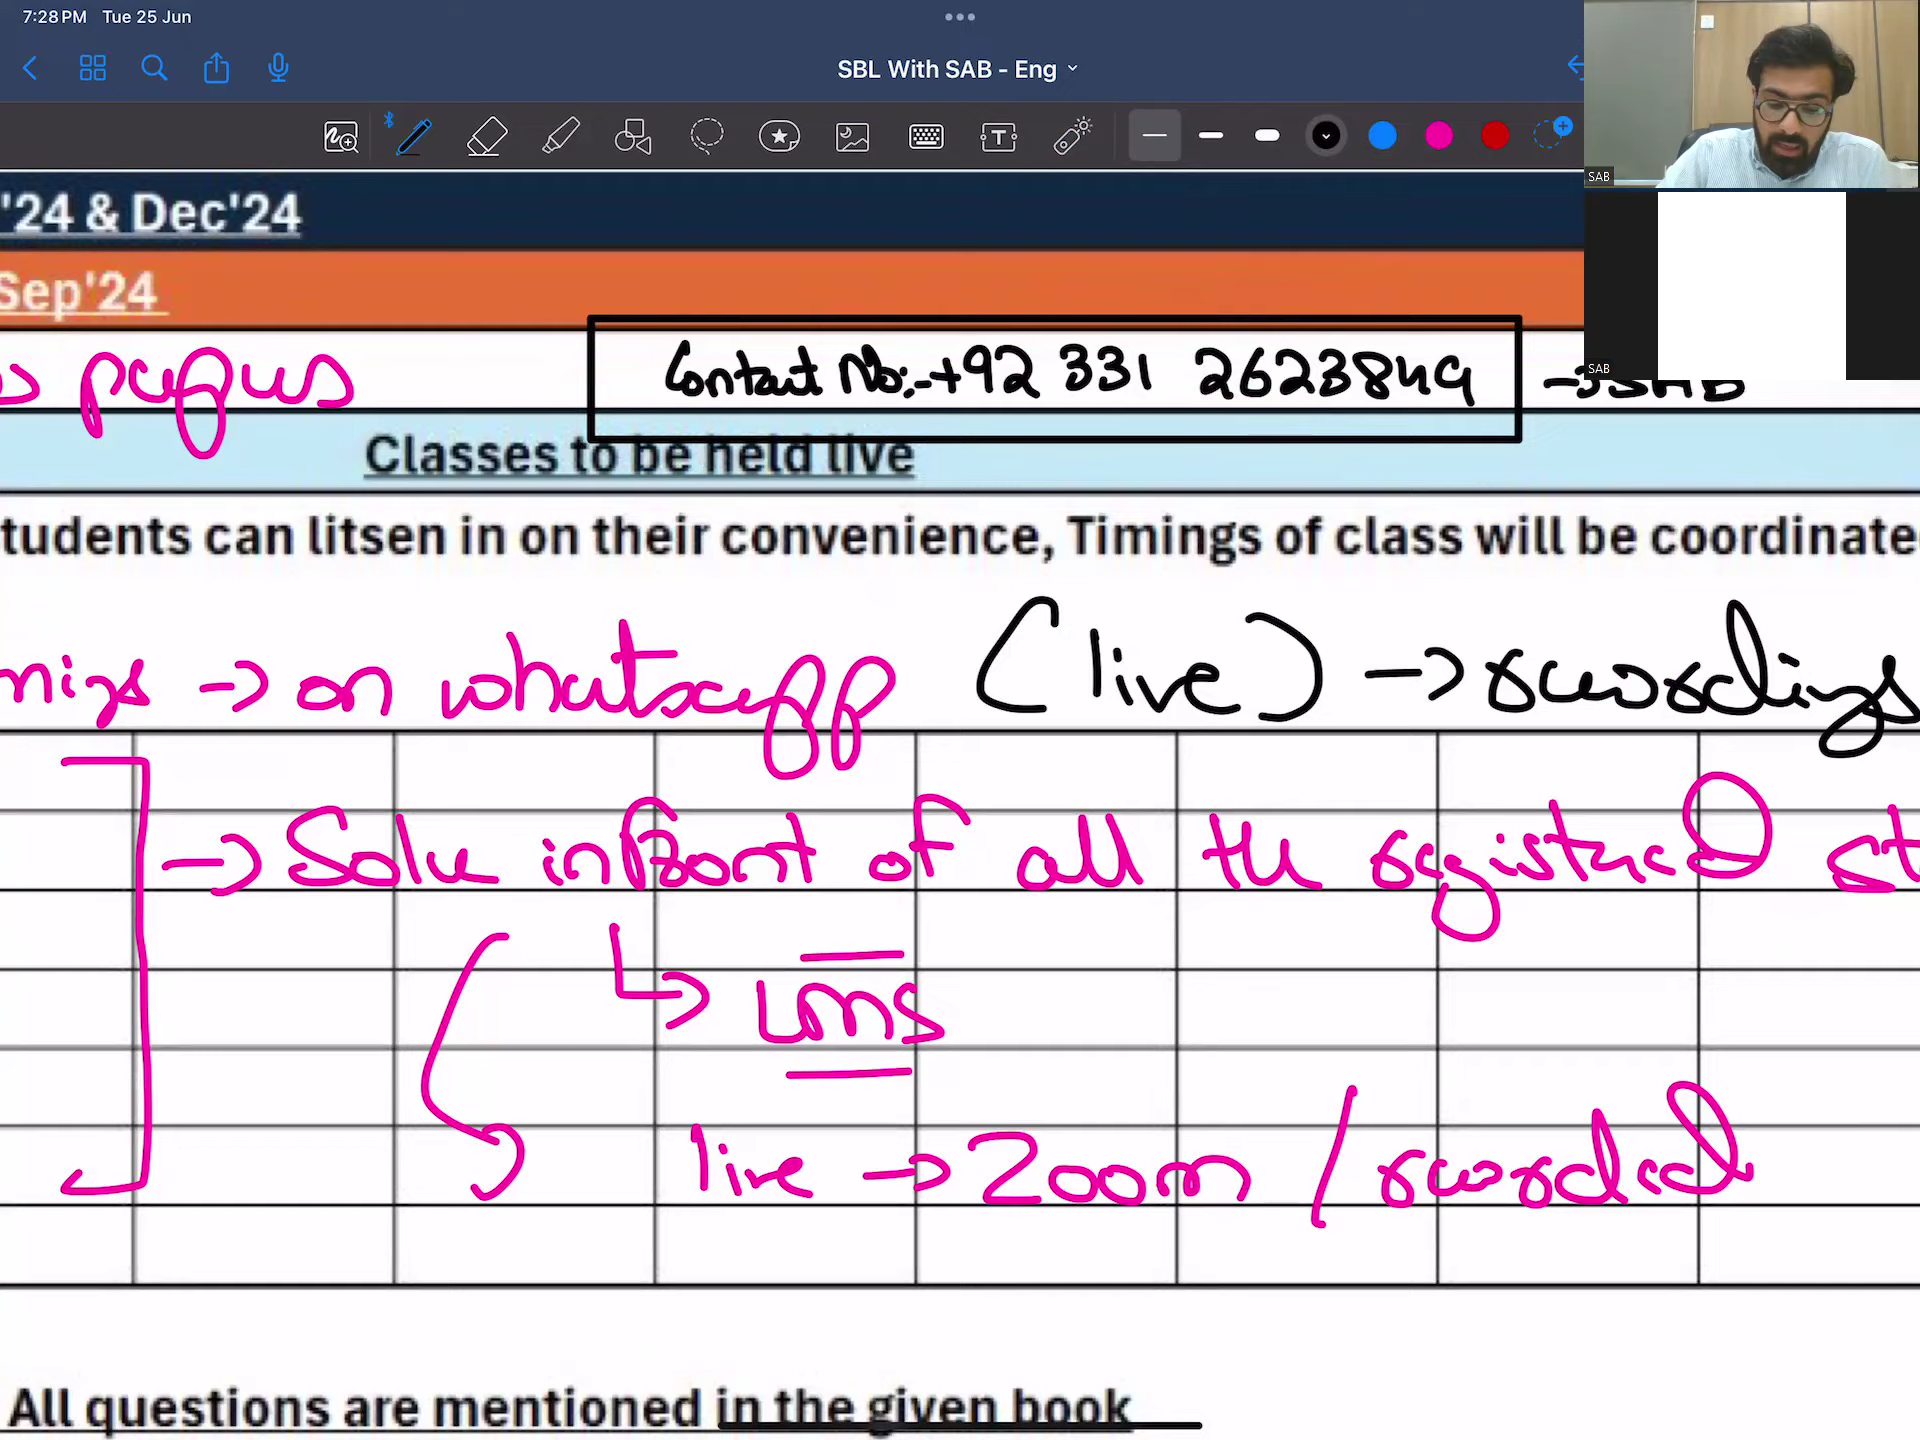 7:28 PM Tue 25 Jun
SBL With SAB - Eng
SAB
'24 & Dec'24
Sep'24
Contact No:- +92 331 2623849 → SAB
SAB
Classes to be held live
tudents can litsen in on their convenience, Timings of class will be coordinate
→ on whatsapp (live) → recordings
→ Solve infront of all the registered st
↳ LMS
live → Zoom / recorded
All questions are mentioned in the given book